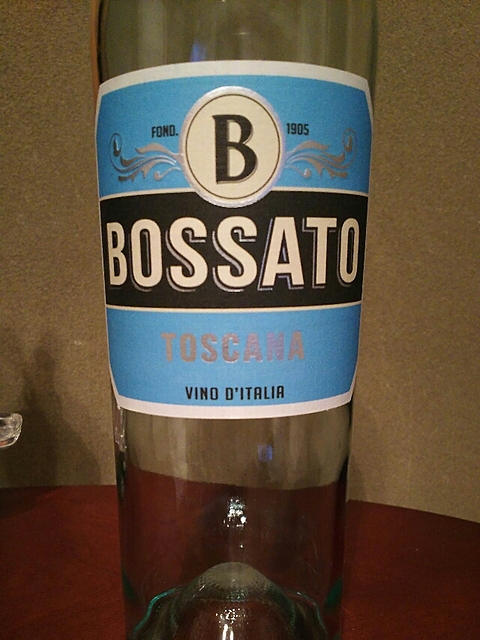 FOND. B 1905
BOSSATO
TOSCANA
VINO D'ITALIA